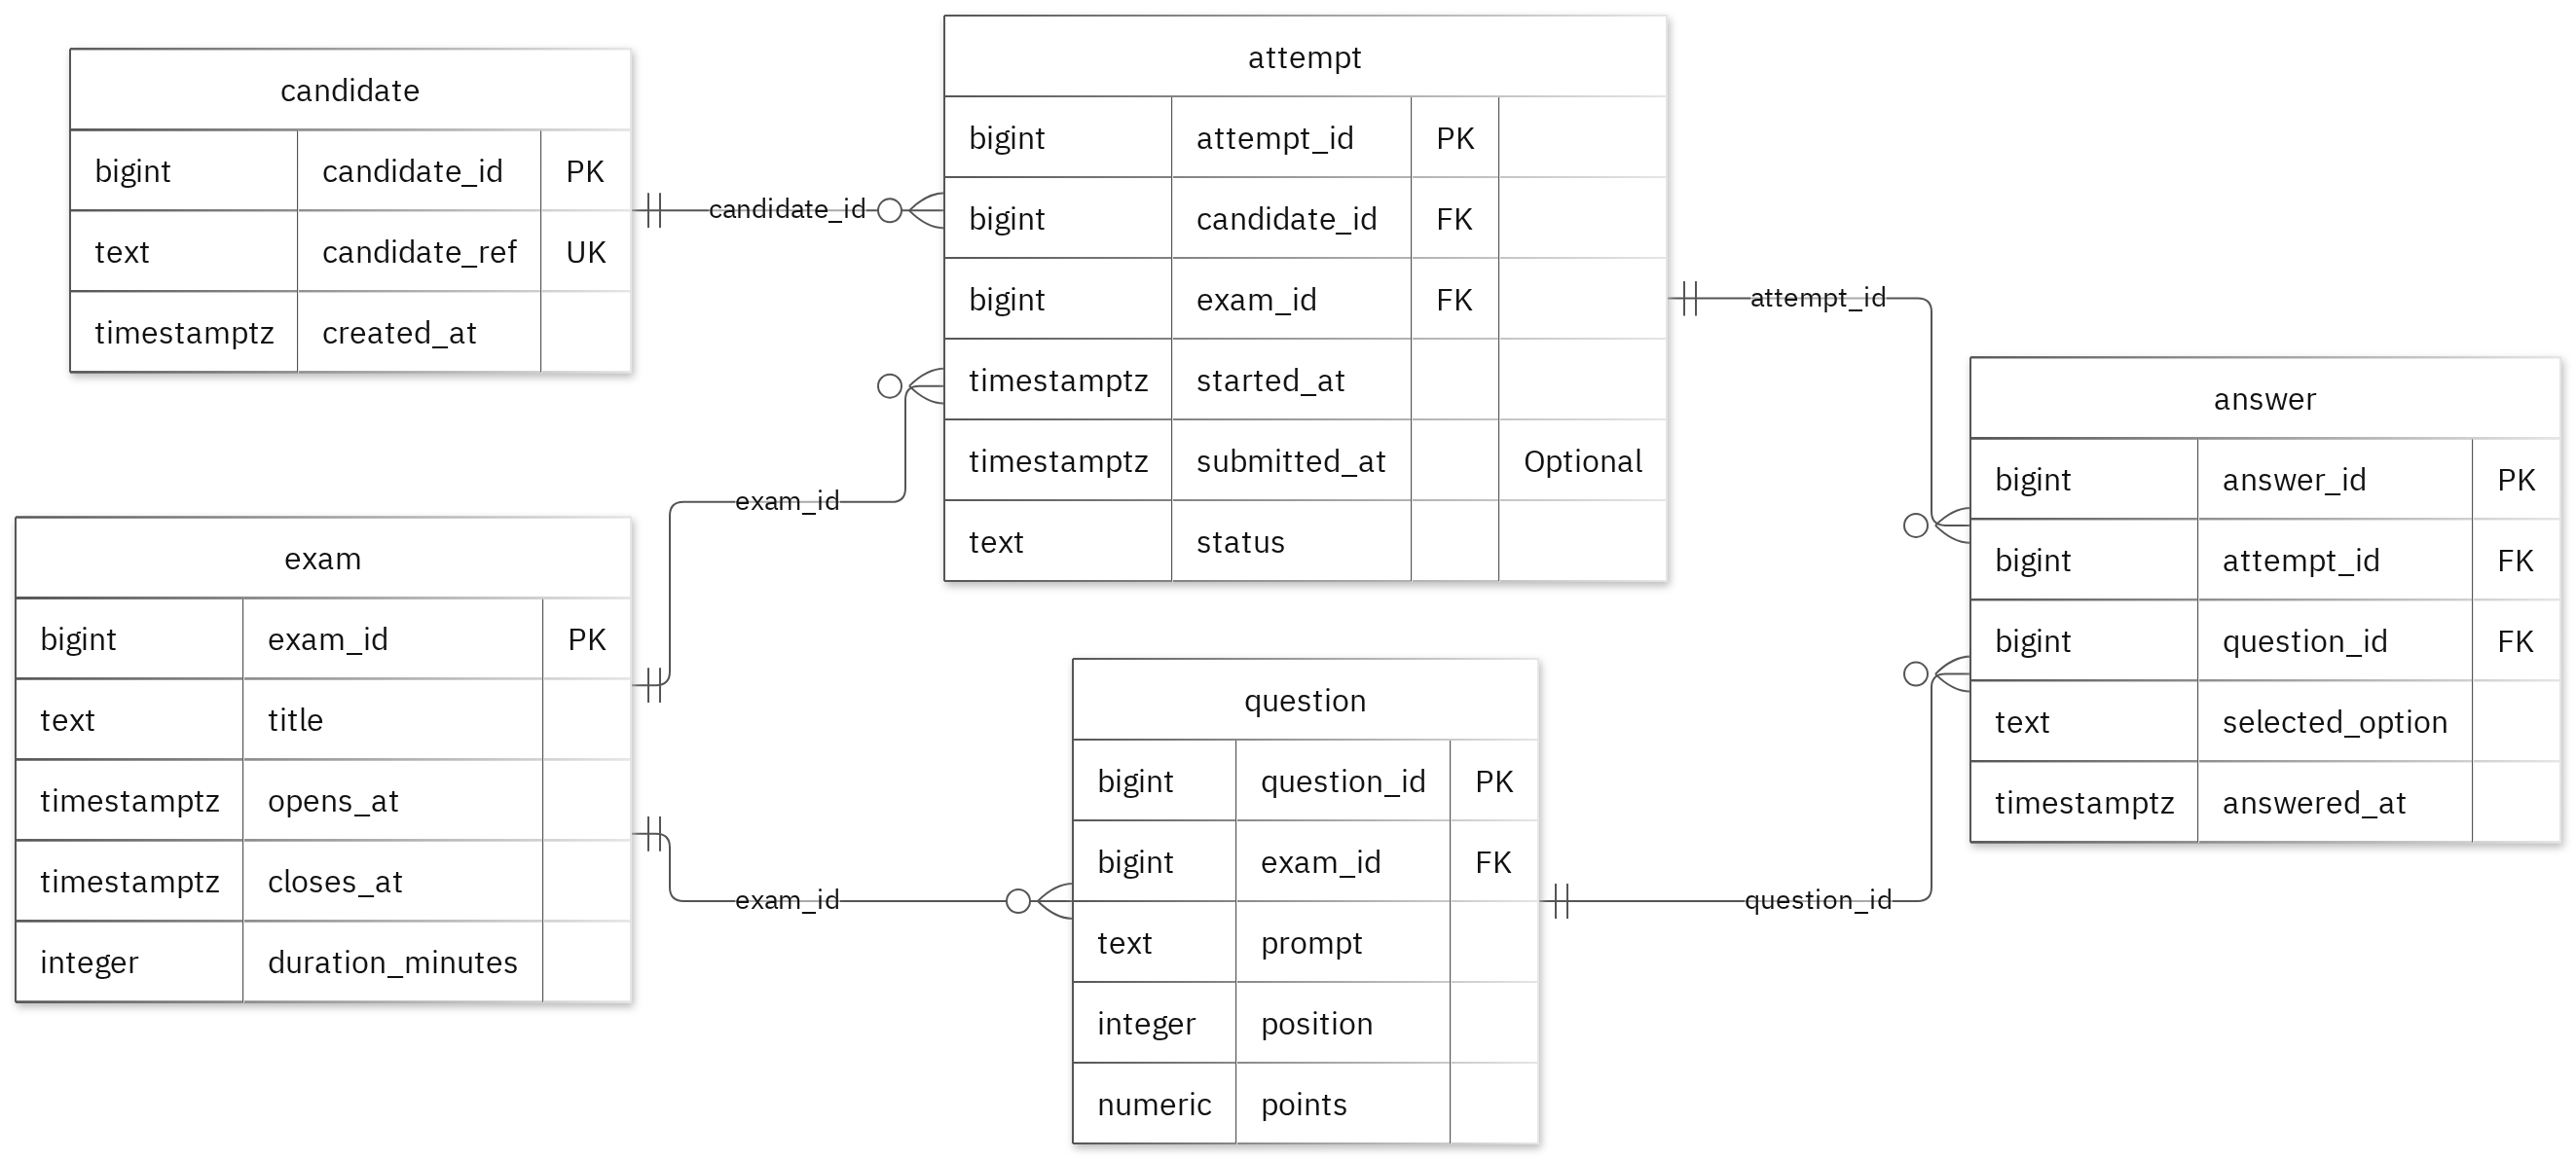 candidate
bigint candidate_id PK
text candidate_ref UK
timestamptz created_at
candidate_id
attempt
bigint attempt_id PK
bigint candidate_id FK
bigint exam_id FK
timestamptz started_at
timestamptz submitted_at Optional
text status
exam_id
attempt_id
exam
bigint exam_id PK
text title
timestamptz opens_at
timestamptz closes_at
integer duration_minutes
exam_id
question
bigint question_id PK
bigint exam_id FK
text prompt
integer position
numeric points
question_id
answer
bigint answer_id PK
bigint attempt_id FK
bigint question_id FK
text selected_option
timestamptz answered_at